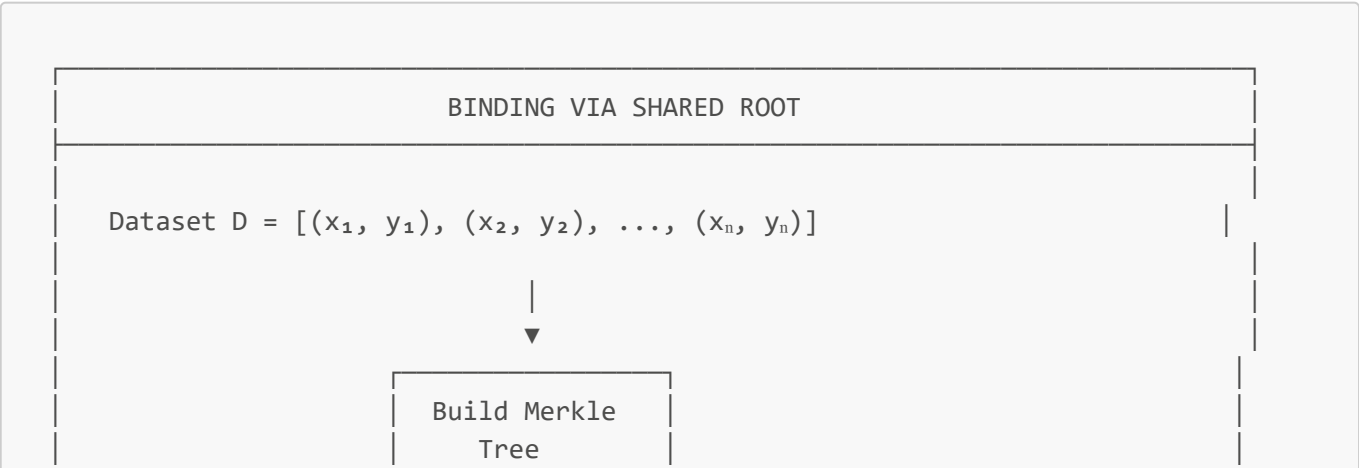 BINDING VIA SHARED ROOT
Dataset D = [(x₁, y₁), (x₂, y₂), ..., (xₙ, yₙ)]
Build Merkle
Tree